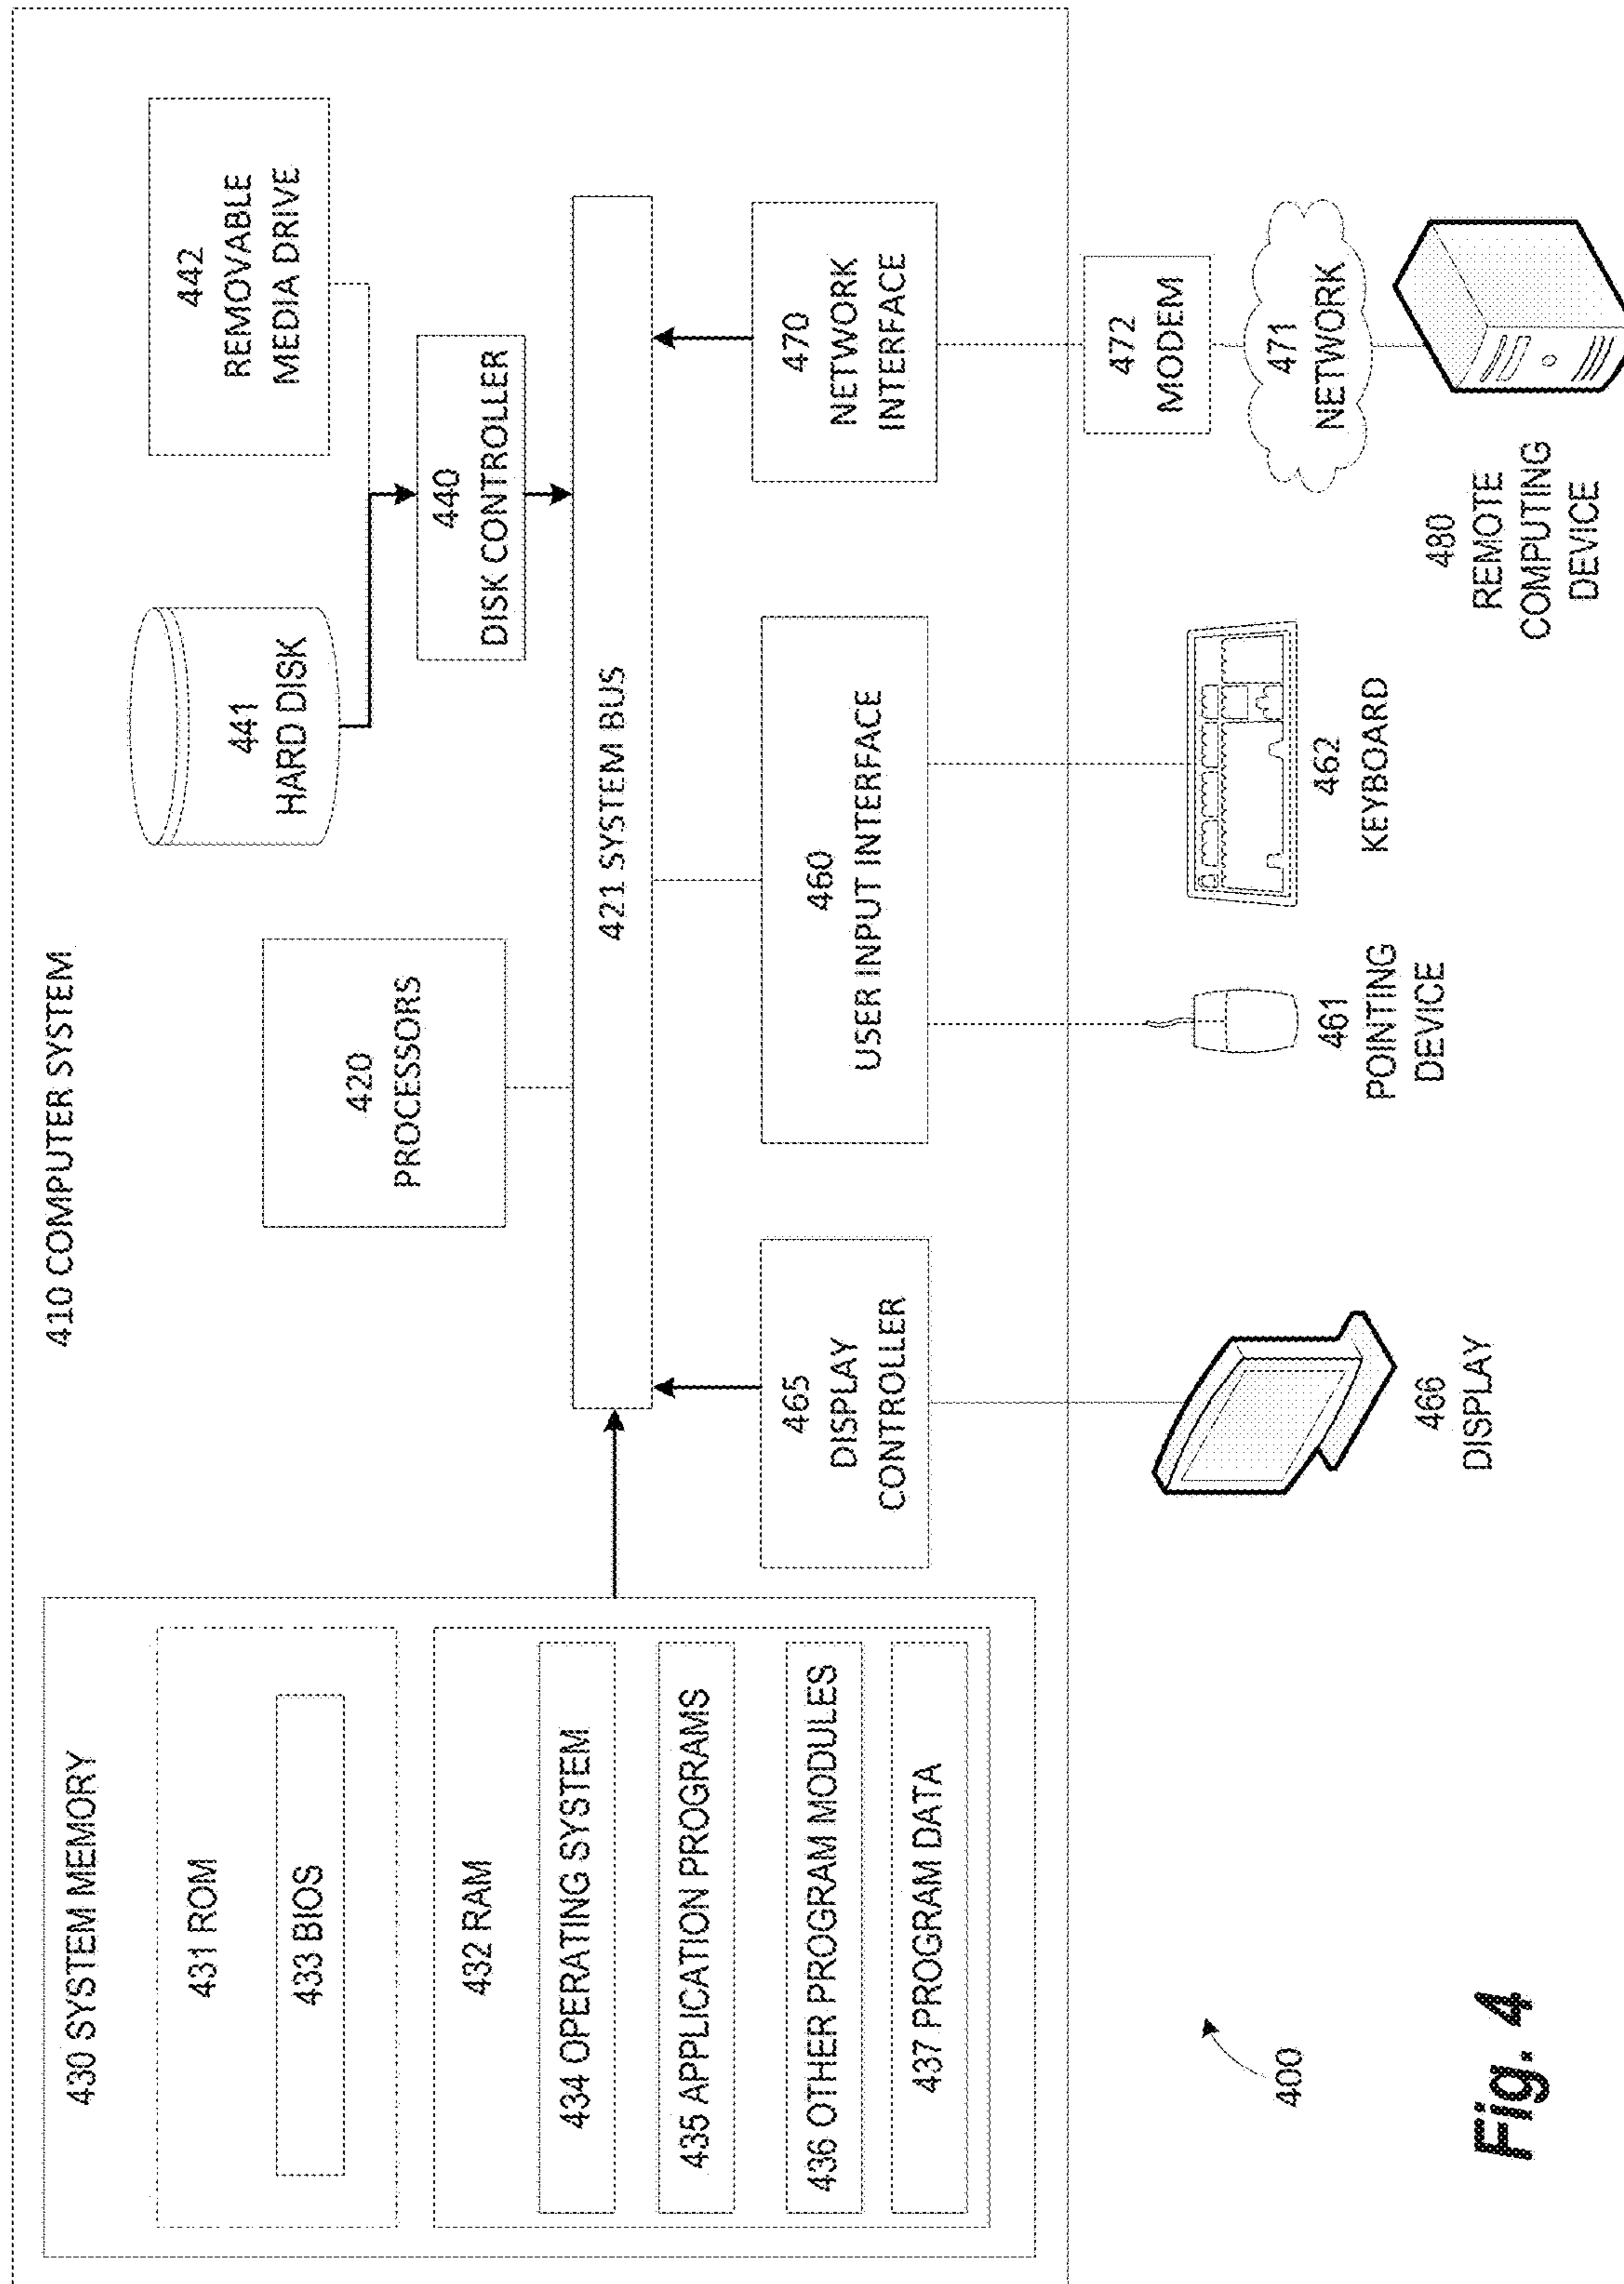 410 COMPUTER SYSTEM
430 SYSTEM MEMORY
431 ROM
433 BIOS
432 RAM
434 OPERATING SYSTEM
435 APPLICATION PROGRAMS
436 OTHER PROGRAM MODULES
437 PROGRAM DATA
420
PROCESSORS
441
HARD DISK
442
REMOVABLE
MEDIA DRIVE
440
DISK CONTROLLER
421 SYSTEM BUS
465
DISPLAY
CONTROLLER
460
USER INPUT INTERFACE
470
NETWORK
INTERFACE
472
MODEM
471
NETWORK
466
DISPLAY
461
POINTING
DEVICE
462
KEYBOARD
480
REMOTE
COMPUTING
DEVICE
400
Fig. 4